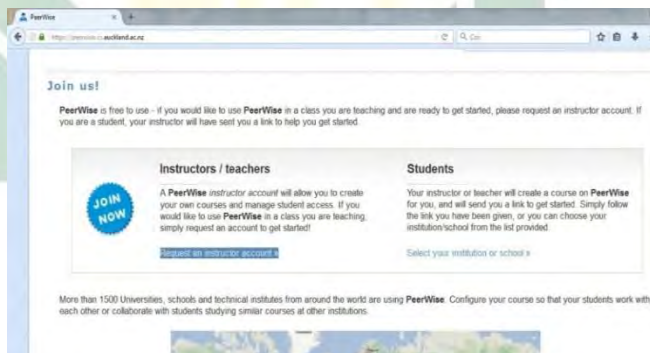 PeerWise
https://peerwise.cs.auckland.ac.nz
Join us!
PeerWise is free to use - if you would like to use PeerWise in a class you are teaching and are ready to get started, please request an instructor account. If
you are a student, your instructor will have sent you a link to help you get started.
JOIN
NOW
Instructors / teachers
A PeerWise instructor account will allow you to create
your own courses and manage student access. If you
would like to use PeerWise in a class you are teaching,
simply request an account to get started!
Request an instructor account »
Students
Your instructor or teacher will create a course on PeerWise
for you, and will send you a link to get started. Simply follow
the link you have been given, or you can choose your
institution/school from the list provided.
Select your institution or school »
More than 1500 Universities, schools and technical institutes from around the world are using PeerWise. Configure your course so that your students work with
each other or collaborate with students studying similar courses at other institutions.